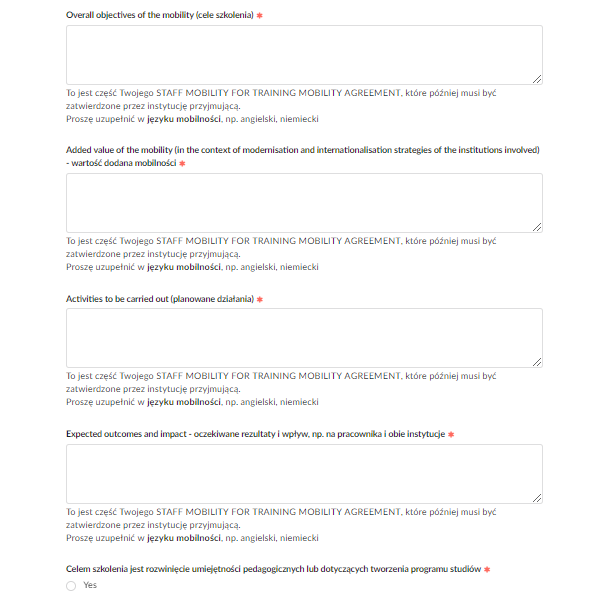 Overall objectives of the mobility (cele szkolenia) ✱
To jest część Twojego STAFF MOBILITY FOR TRAINING MOBILITY AGREEMENT, które później musi być
zatwierdzone przez instytucję przyjmującą.
Proszę uzupełnić w języku mobilności, np. angielski, niemiecki
Added value of the mobility (in the context of modernisation and internationalisation strategies of the institutions involved)
- wartość dodana mobilności ✱
To jest część Twojego STAFF MOBILITY FOR TRAINING MOBILITY AGREEMENT, które później musi być
zatwierdzone przez instytucję przyjmującą.
Proszę uzupełnić w języku mobilności, np. angielski, niemiecki
Activities to be carried out (planowane działania) ✱
To jest część Twojego STAFF MOBILITY FOR TRAINING MOBILITY AGREEMENT, które później musi być
zatwierdzone przez instytucję przyjmującą.
Proszę uzupełnić w języku mobilności, np. angielski, niemiecki
Expected outcomes and impact - oczekiwane rezultaty i wpływ, np. na pracownika i obie instytucje ✱
To jest część Twojego STAFF MOBILITY FOR TRAINING MOBILITY AGREEMENT, które później musi być
zatwierdzone przez instytucję przyjmującą.
Proszę uzupełnić w języku mobilności, np. angielski, niemiecki
Celem szkolenia jest rozwinięcie umiejętności pedagogicznych lub dotyczących tworzenia programu studiów ✱
Yes